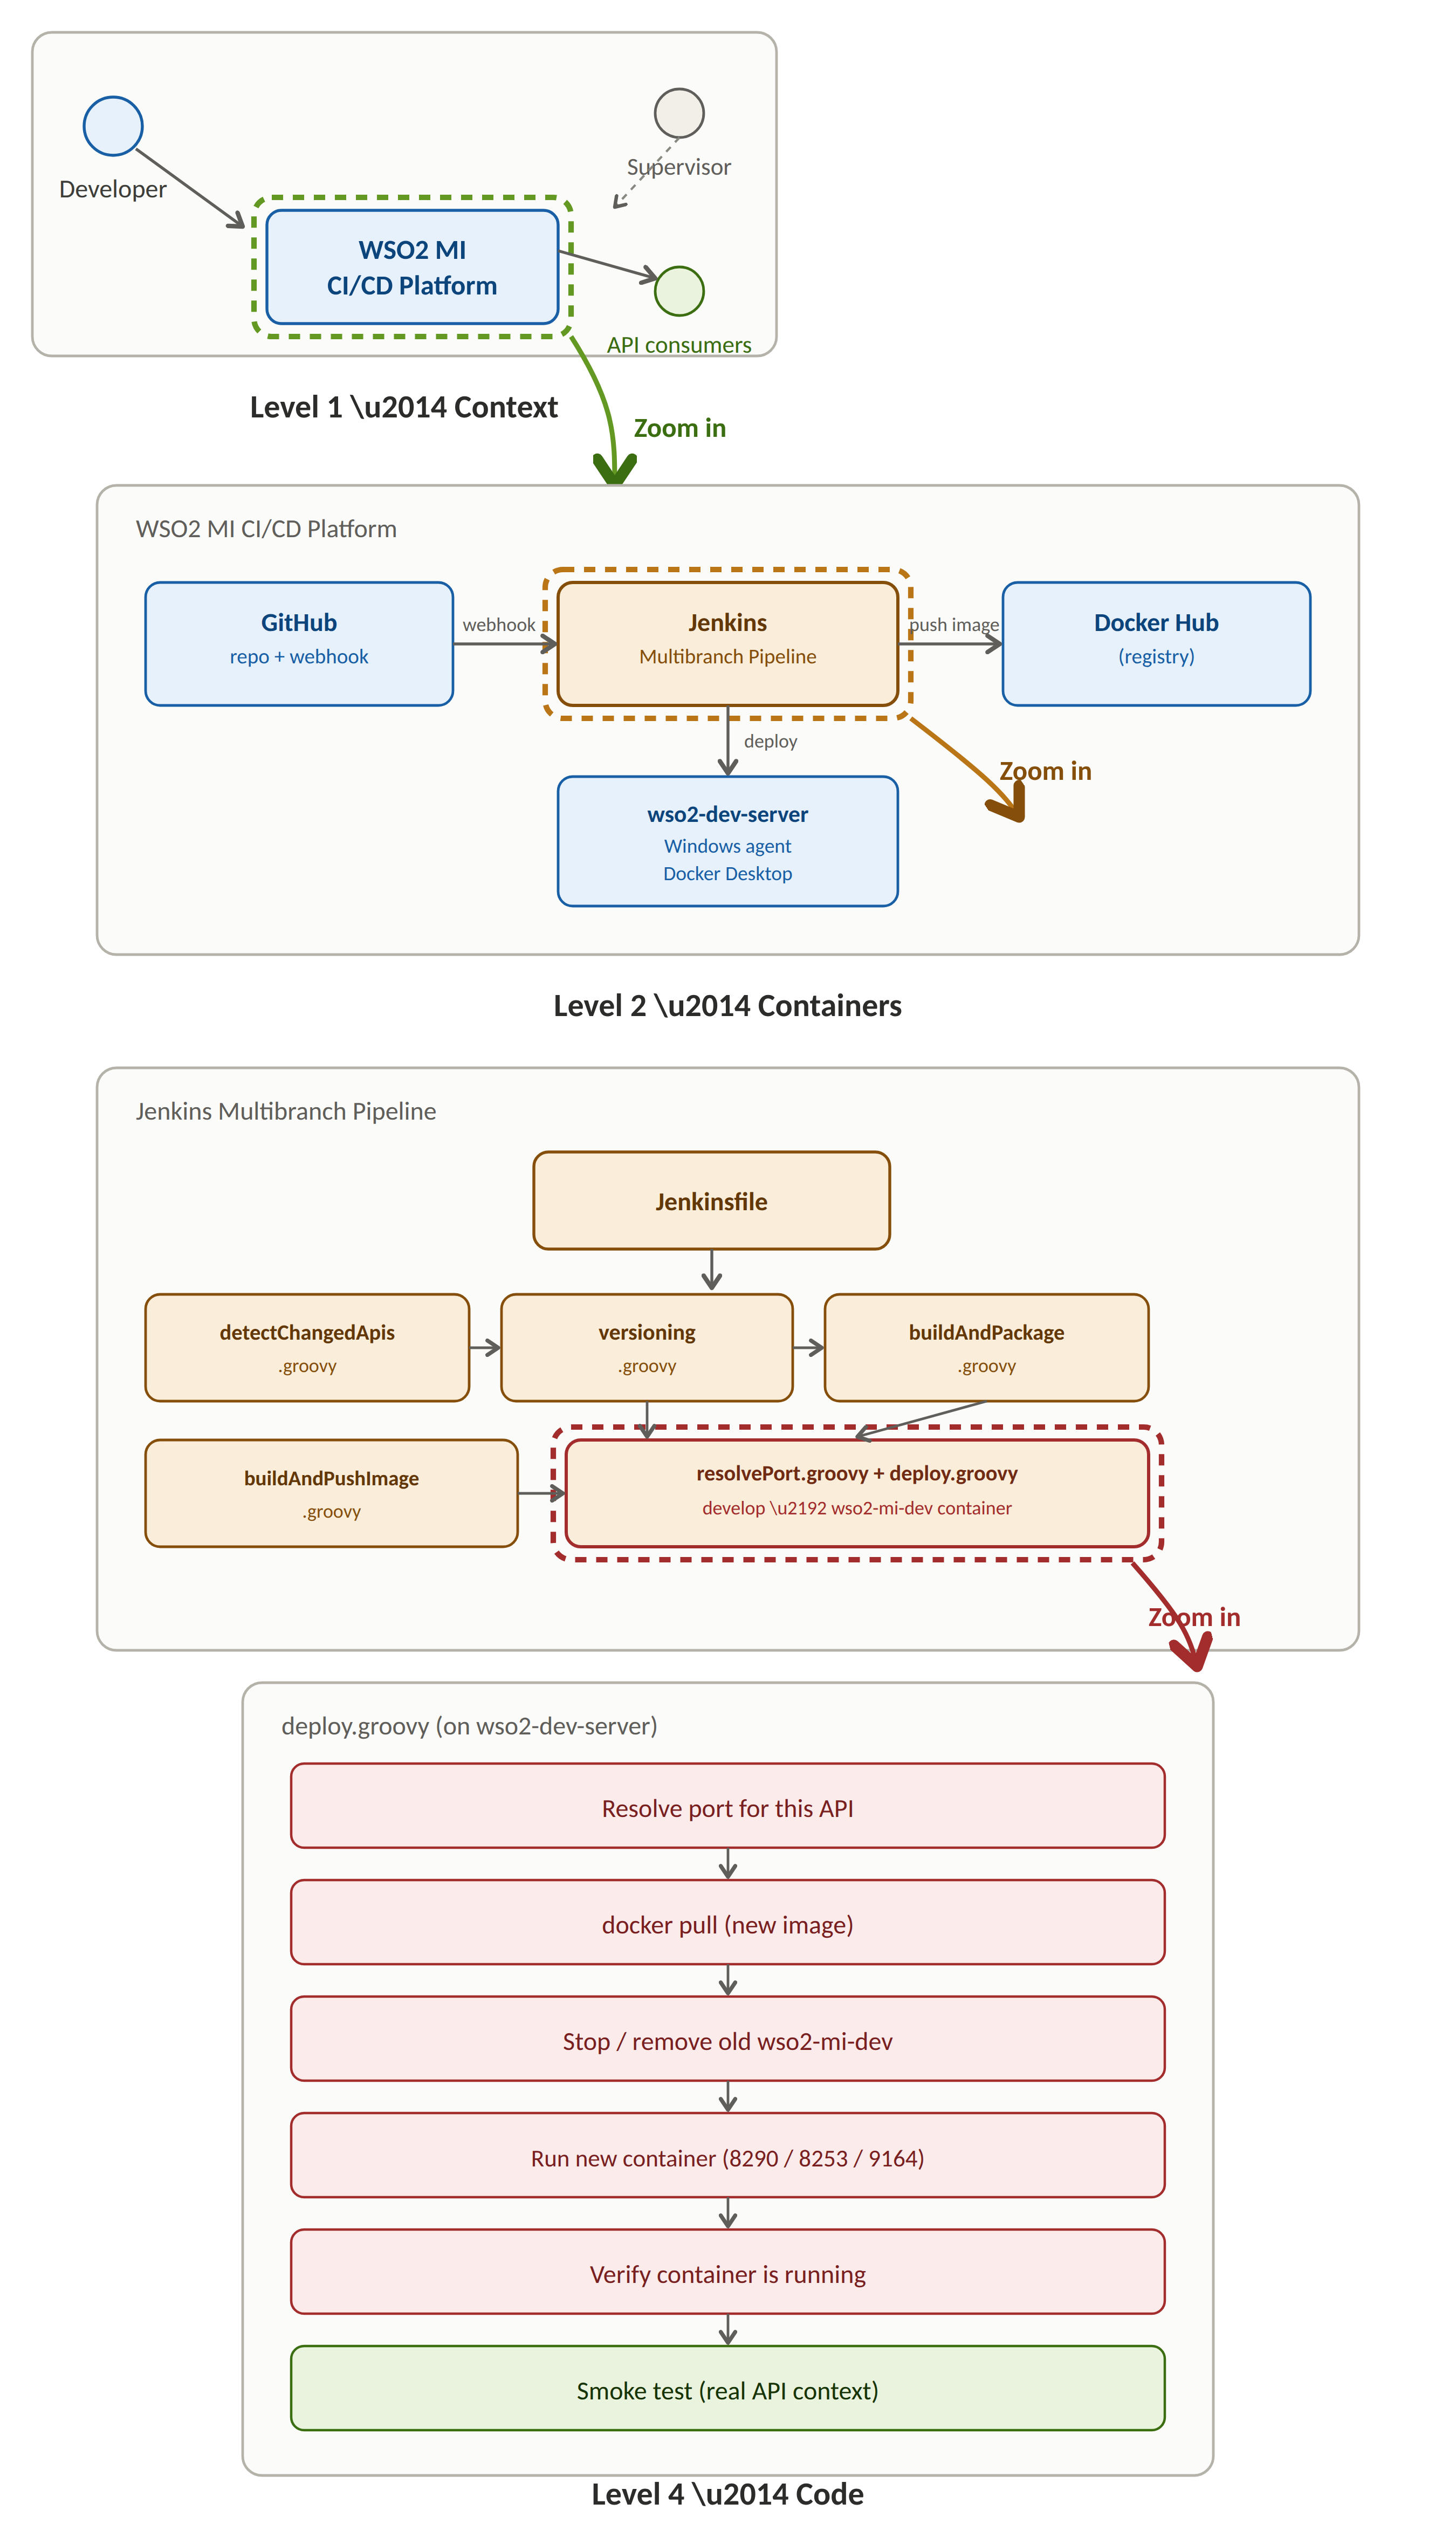 Developer
Supervisor
WSO2 MI
CI/CD Platform
API consumers
Level 1 \u2014 Context
Zoom in
WSO2 MI CI/CD Platform
GitHub
repo + webhook
webhook
Jenkins
Multibranch Pipeline
push image
Docker Hub
(registry)
deploy
Zoom in
wso2-dev-server
Windows agent
Docker Desktop
Level 2 \u2014 Containers
Jenkins Multibranch Pipeline
Jenkinsfile
detectChangedApis
.groovy
versioning
.groovy
buildAndPackage
.groovy
buildAndPushImage
.groovy
resolvePort.groovy + deploy.groovy
develop \u2192 wso2-mi-dev container
Zoom in
deploy.groovy (on wso2-dev-server)
Resolve port for this API
docker pull (new image)
Stop / remove old wso2-mi-dev
Run new container (8290 / 8253 / 9164)
Verify container is running
Smoke test (real API context)
Level 4 \u2014 Code